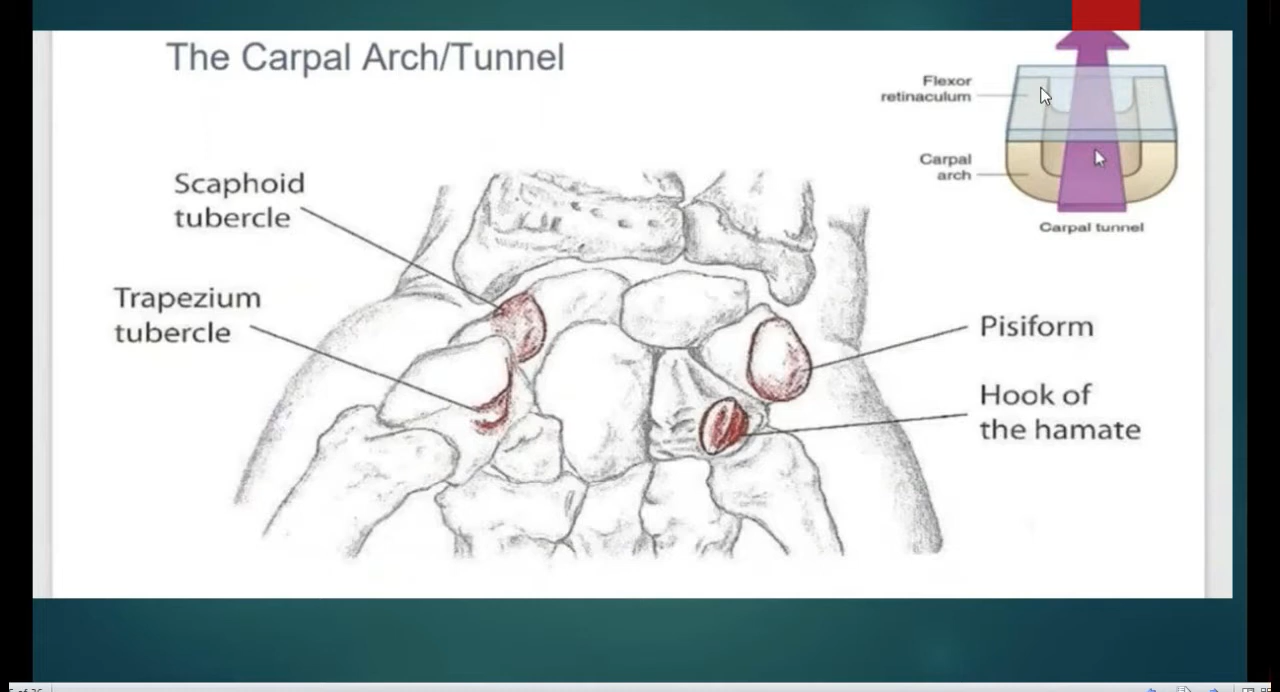 The Carpal Arch/Tunnel
Flexor
retinaculum
Carpal
arch
Carpal tunnel
Scaphoid
tubercle
Trapezium
tubercle
Pisiform
Hook of
the hamate